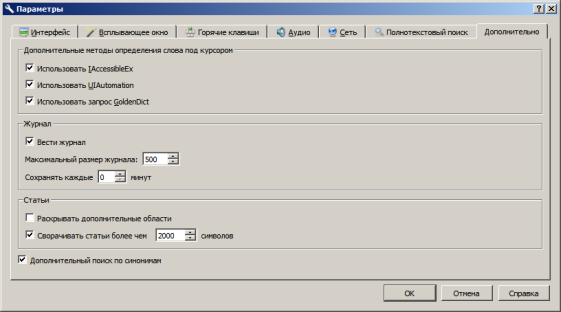 Параметры
Интерфейс Всплывающее окно Горячие клавиши Аудио Сеть Полнотекстовый поиск Дополнительно
Дополнительные методы определения слова под курсором
Использовать IAccessibleEx
Использовать UIAutomation
Использовать запрос GoldenDict
Журнал
Вести журнал
Максимальный размер журнала: 500
Сохранять каждые 0 минут
Статьи
Раскрывать дополнительные области
Сворачивать статьи более чем 2000 символов
Дополнительный поиск по синонимам
OK Отмена Справка